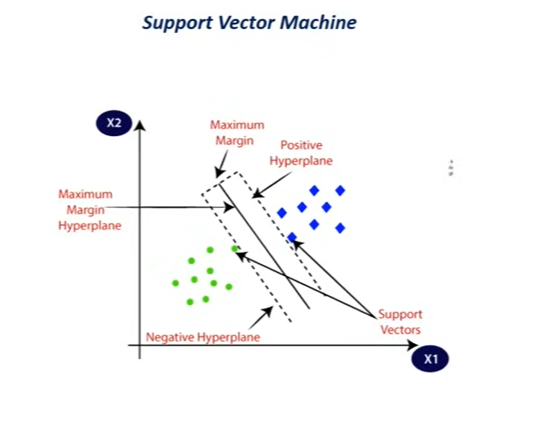 Support Vector Machine
X2
Maximum
Margin
Positive
Hyperplane
Maximum
Margin
Hyperplane
Support
Vectors
Negative Hyperplane
X1